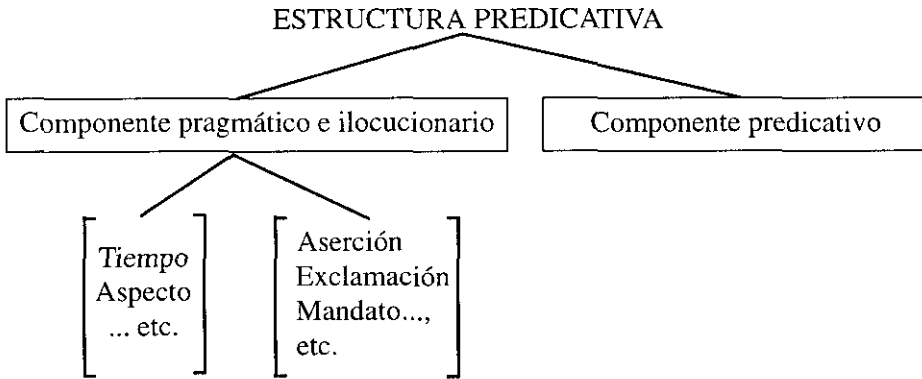 ESTRUCTURA PREDICATIVA
Componente pragmático e ilocucionario
Componente predicativo
Tiempo
Aspecto
... etc.
Aserción
Exclamación
Mandato...,
etc.